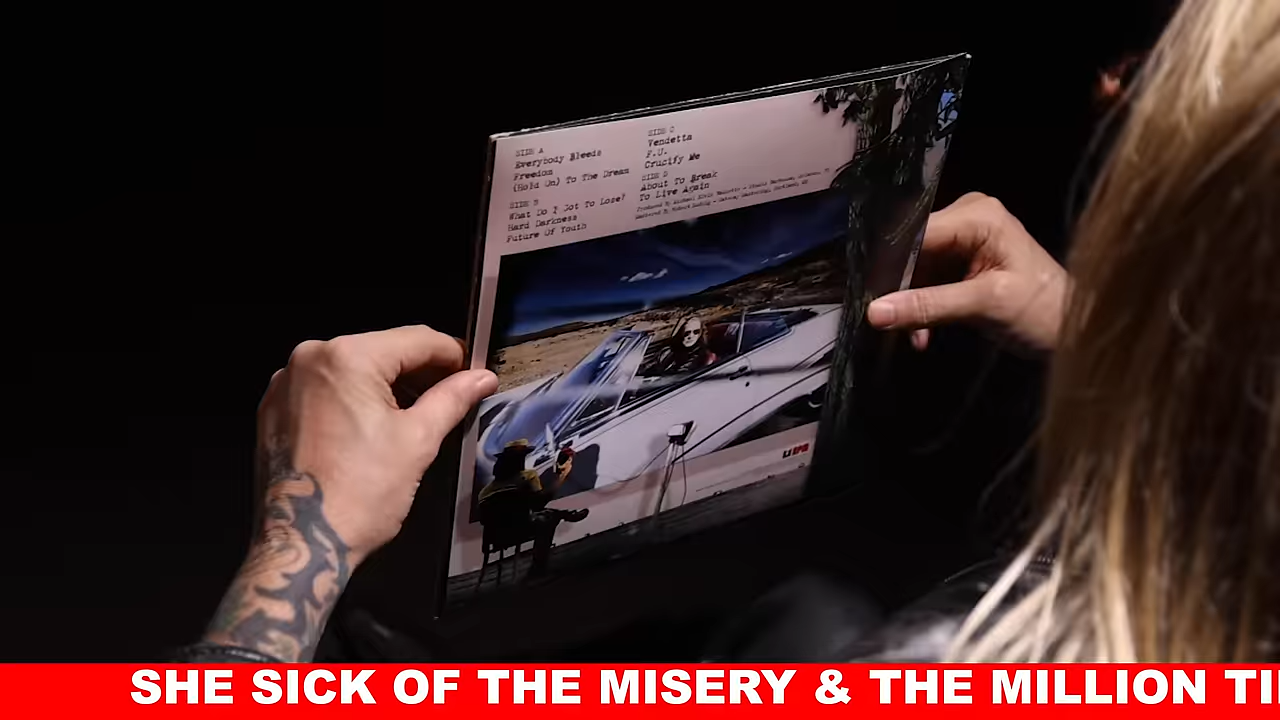 SIDE A
Everybody Bleeds
Freedom
(Hold On) To The Dream
SIDE B
What Do I Got To Lose?
Hard Darkness
Future Of Youth
SIDE C
Vendetta
F.U.
Crucify Me
SIDE D
About To Break
To Live Again
SHE SICK OF THE MISERY & THE MILLION TI